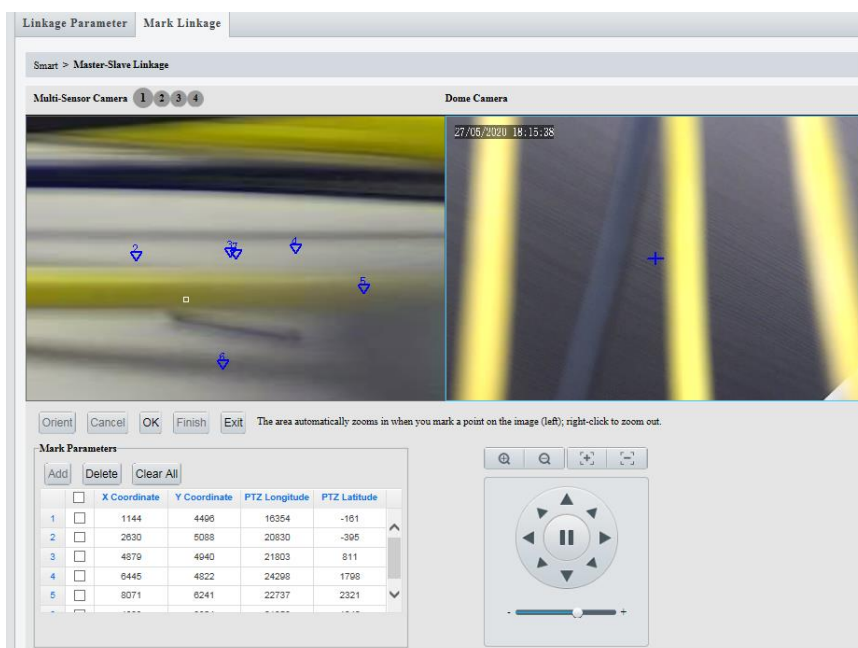 Linkage Parameter Mark Linkage
Smart > Master-Slave Linkage
Multi-Sensor Camera 1 2 3 4 Dome Camera
27/05/2020 18:15:38
2 37 4
5
6
Orient Cancel OK Finish Exit The area automatically zooms in when you mark a point on the image (left); right-click to zoom out.
Mark Parameters
Add Delete Clear All
X Coordinate Y Coordinate PTZ Longitude PTZ Latitude
1 1144 4496 16354 -161
2 2630 5088 20830 -395
3 4879 4940 21803 811
4 6445 4822 24298 1798
5 8071 6241 22737 2321
- +